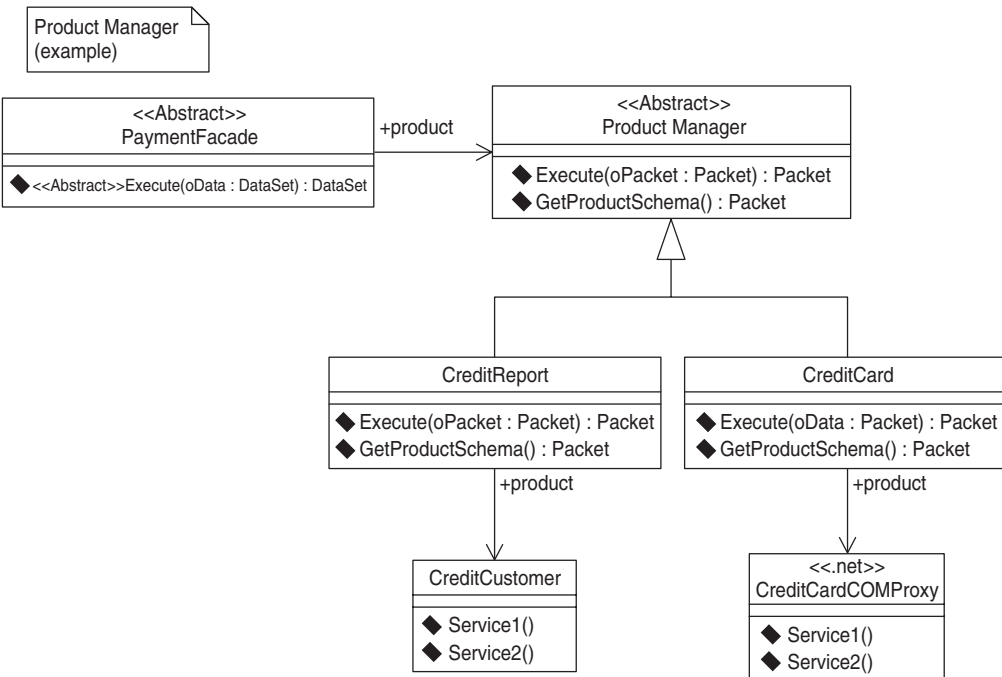 Product Manager
(example)
<<Abstract>>
PaymentFacade
<<Abstract>>Execute(oData : DataSet) : DataSet
+product
<<Abstract>>
Product Manager
Execute(oPacket : Packet) : Packet
GetProductSchema() : Packet
CreditReport
Execute(oPacket : Packet) : Packet
GetProductSchema() : Packet
CreditCard
Execute(oData : Packet) : Packet
GetProductSchema() : Packet
+product
+product
CreditCustomer
Service1()
Service2()
<<.net>>
CreditCardCOMProxy
Service1()
Service2()